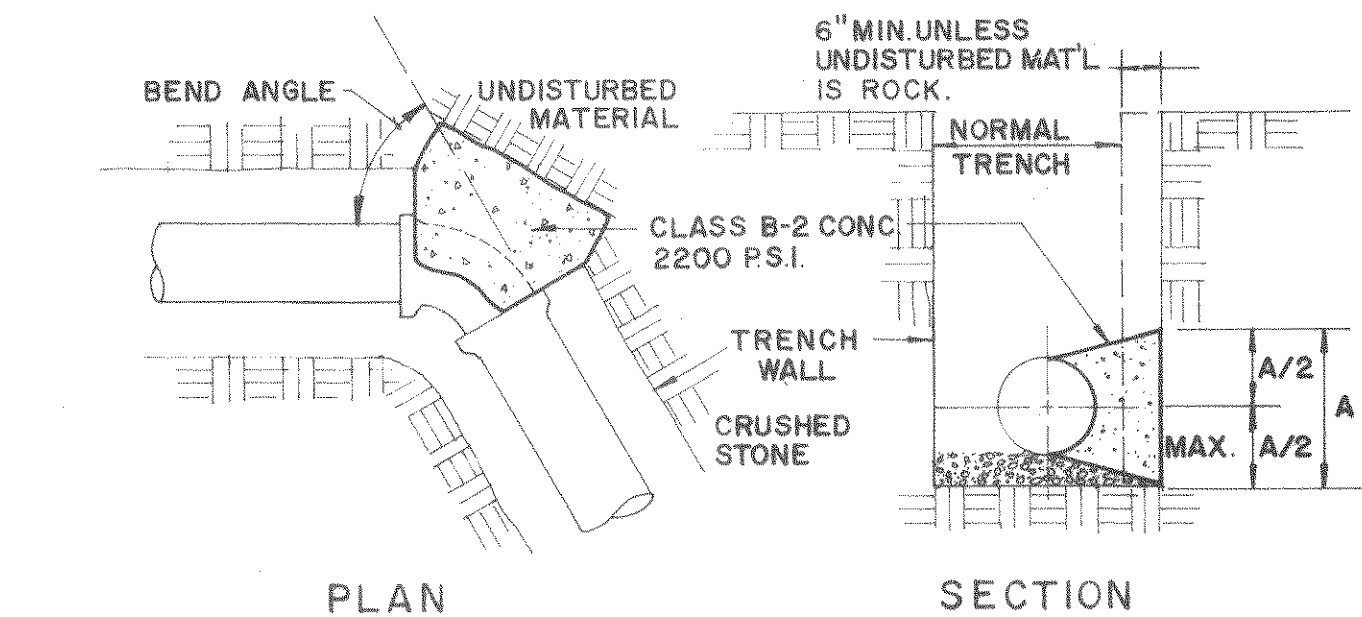 BEND ANGLE
UNDISTURBED
MATERIAL
6" MIN. UNLESS
UNDISTURBED MAT'L
IS ROCK.
NORMAL
TRENCH
CLASS B-2 CONC.
2200 P.S.I.
TRENCH
WALL
CRUSHED
STONE
A/2
A
MAX.
A/2
PLAN
SECTION